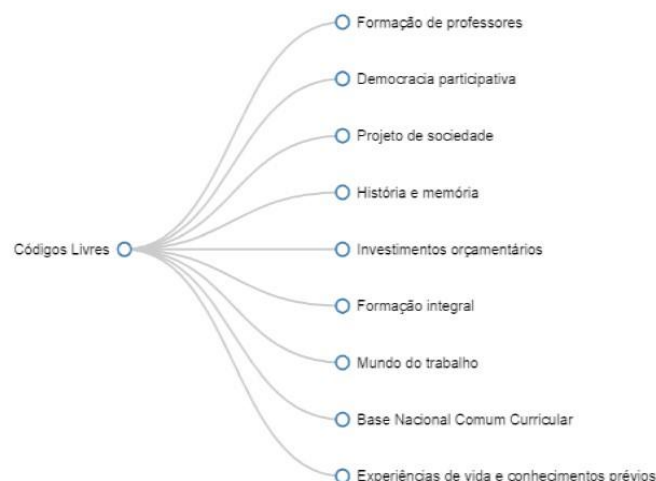 Formação de professores
Democracia participativa
Projeto de sociedade
História e memória
Códigos Livres
Investimentos orçamentários
Formação integral
Mundo do trabalho
Base Nacional Comum Curricular
Experiências de vida e conhecimentos prévios